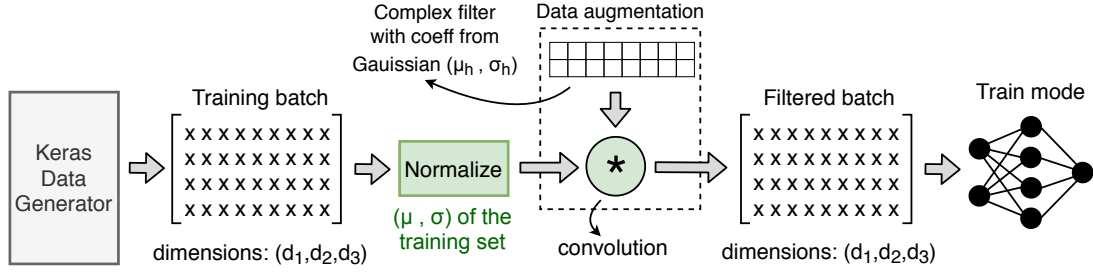 Complex filter
with coeff from
Gauissian (μh , σh)
Data augmentation
Keras
Data
Generator
Training batch
x x x x x x x x x
x x x x x x x x x
x x x x x x x x x
x x x x x x x x x
dimensions: (d1,d2,d3)
Normalize
(μ , σ) of the
training set
*
convolution
Filtered batch
x x x x x x x x x
x x x x x x x x x
x x x x x x x x x
x x x x x x x x x
dimensions: (d1,d2,d3)
Train mode